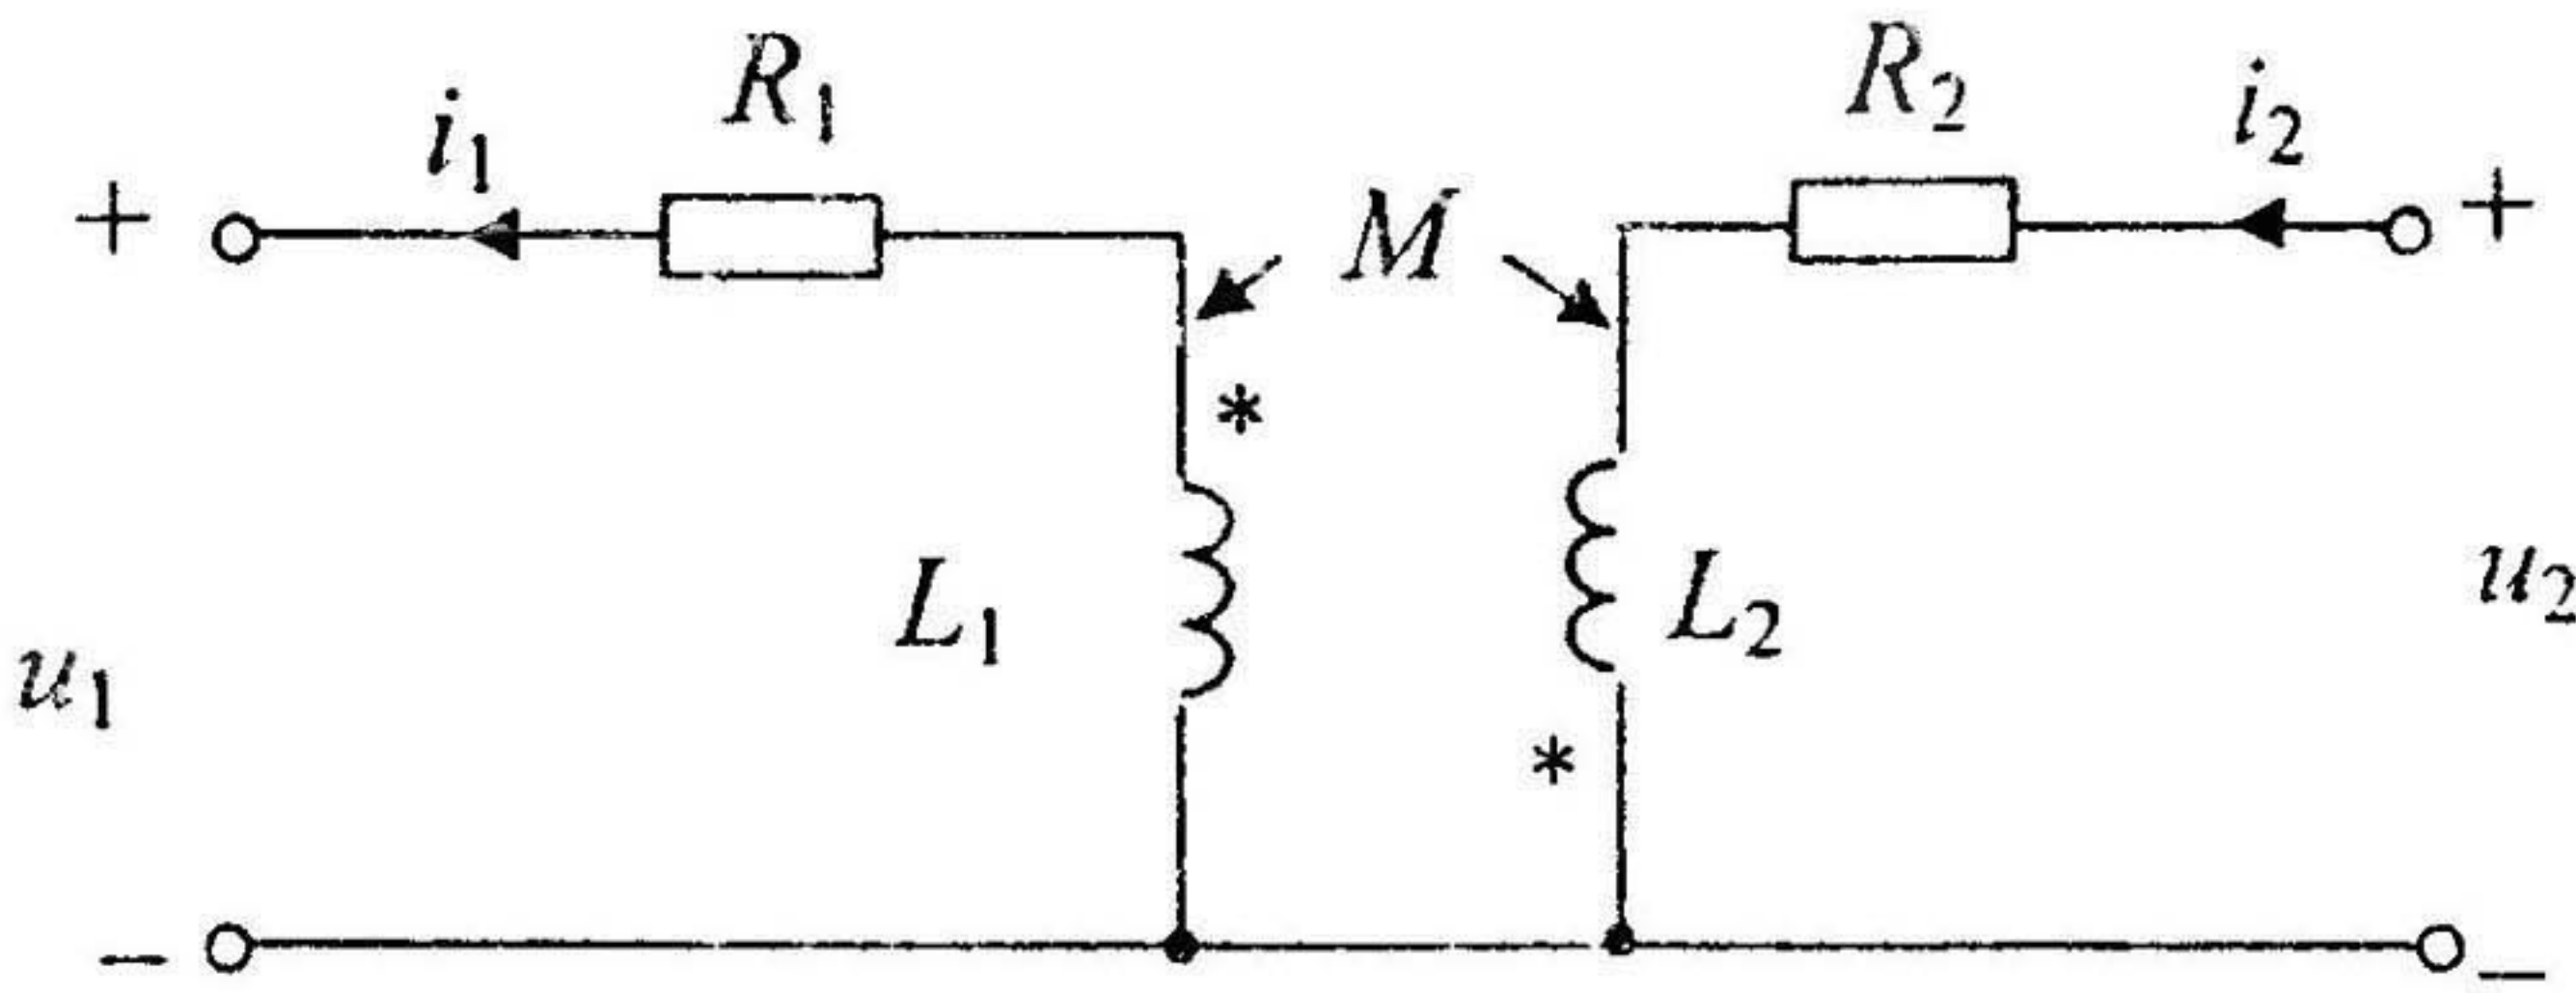 R₁ R₂
i₁ i₂
+ M +
*
L₁ L₂ u₂
u₁
*
− −